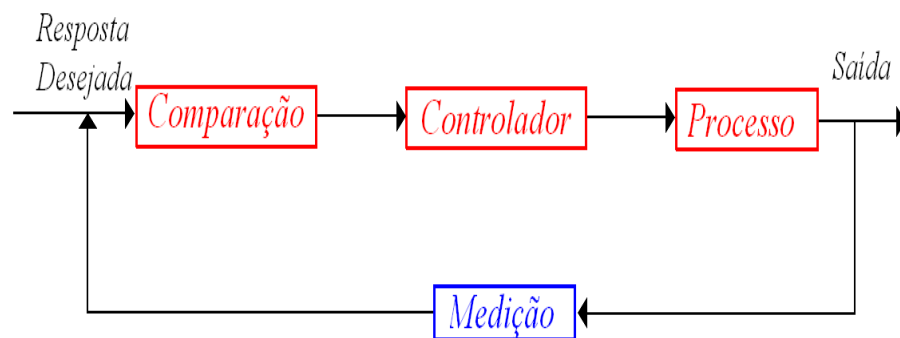 Resposta
Desejada
Saída
Comparação
Controlador
Processo
Medição